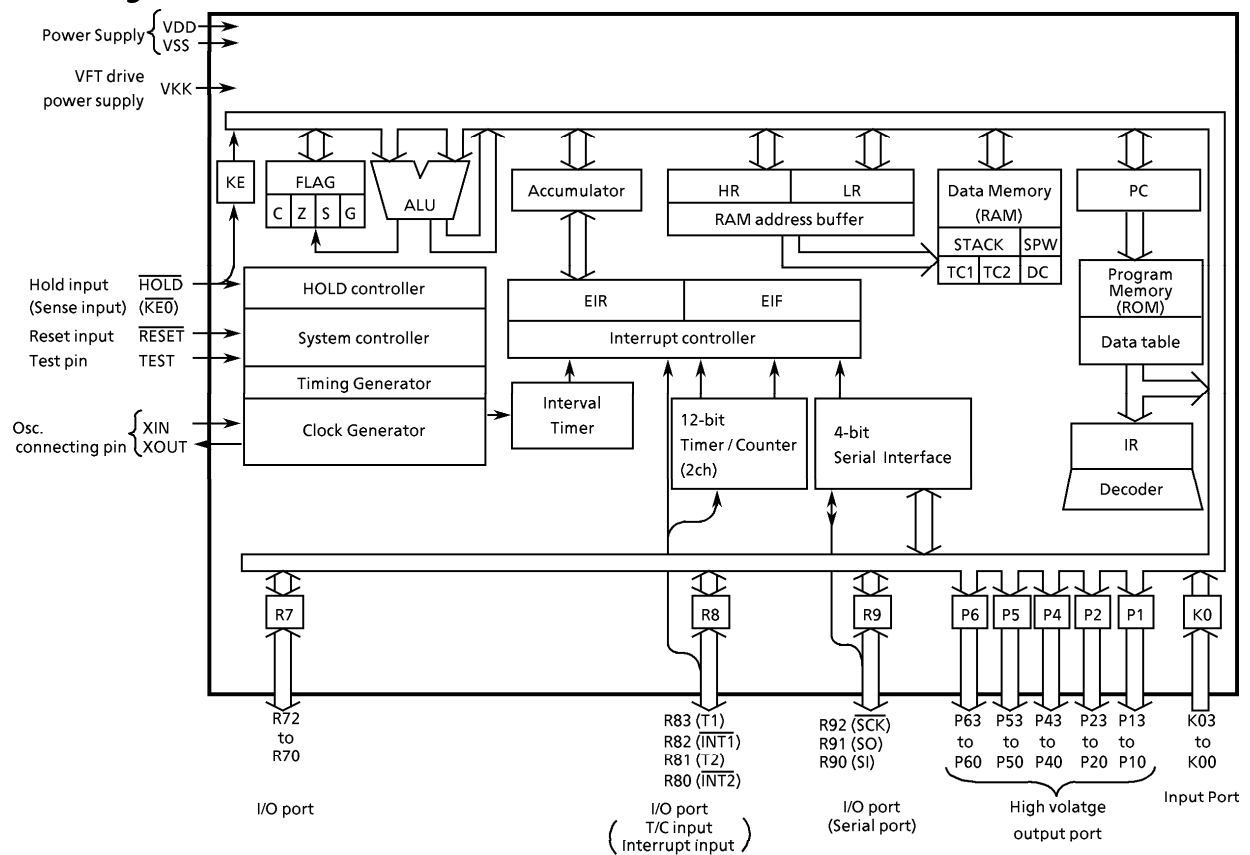 Power Supply
VDD
VSS
VFT drive
power supply
VKK
KE
FLAG
C Z S G
ALU
Accumulator
HR LR
RAM address buffer
Data Memory
(RAM)
STACK SPW
TC1 TC2 DC
PC
Program
Memory
(ROM)
Data table
IR
Decoder
Hold input H̅O̅L̅D̅
(Sense input) (K̅E̅0̅)
Reset input R̅E̅S̅E̅T̅
Test pin TEST
Osc.
connecting pin
XIN
XOUT
HOLD controller
System controller
Timing Generator
Clock Generator
EIR EIF
Interrupt controller
Interval
Timer
12-bit
Timer / Counter
(2ch)
4-bit
Serial Interface
R7 R8 R9 P6 P5 P4 P2 P1 K0
R72
to
R70
I/O port
R83 (T1)
R82 (I̅N̅T̅1̅)
R81 (T2)
R80 (I̅N̅T̅2̅)
I/O port
( T/C input
Interrupt input )
R92 (S̅C̅K̅)
R91 (SO)
R90 (SI)
I/O port
(Serial port)
P63 P53 P43 P23 P13
to to to to to
P60 P50 P40 P20 P10
High volatge
output port
K03
to
K00
Input Port